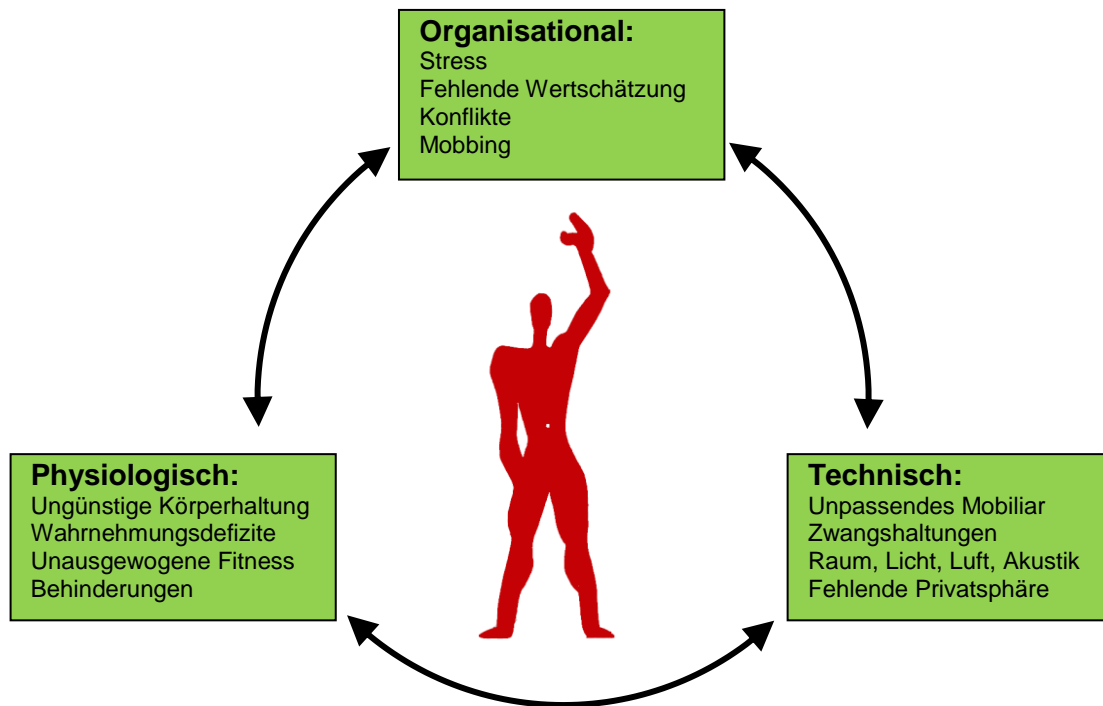 Organisational:
Stress
Fehlende Wertschätzung
Konflikte
Mobbing
Physiologisch:
Ungünstige Körperhaltung
Wahrnehmungsdefizite
Unausgewogene Fitness
Behinderungen
Technisch:
Unpassendes Mobiliar
Zwangshaltungen
Raum, Licht, Luft, Akustik
Fehlende Privatsphäre